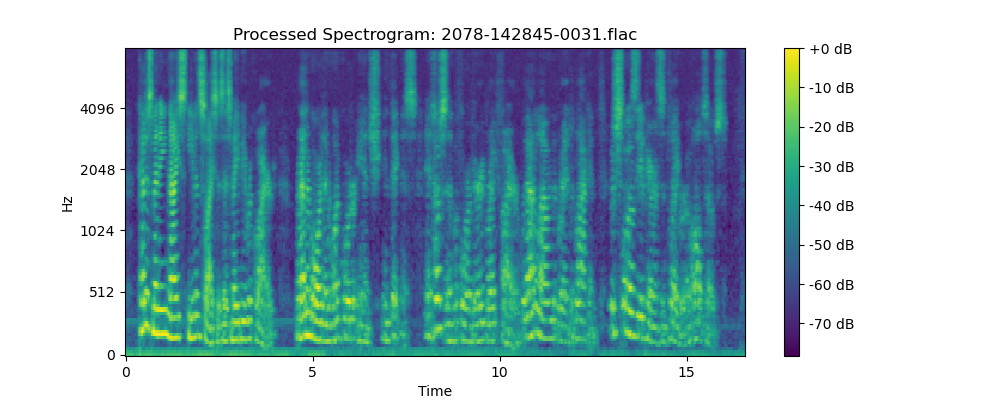 Processed Spectrogram: 2078-142845-0031.flac
+0 dB
-10 dB
-20 dB
-30 dB
-40 dB
-50 dB
-60 dB
-70 dB
Hz
4096
2048
1024
512
0
0 5 10 15
Time